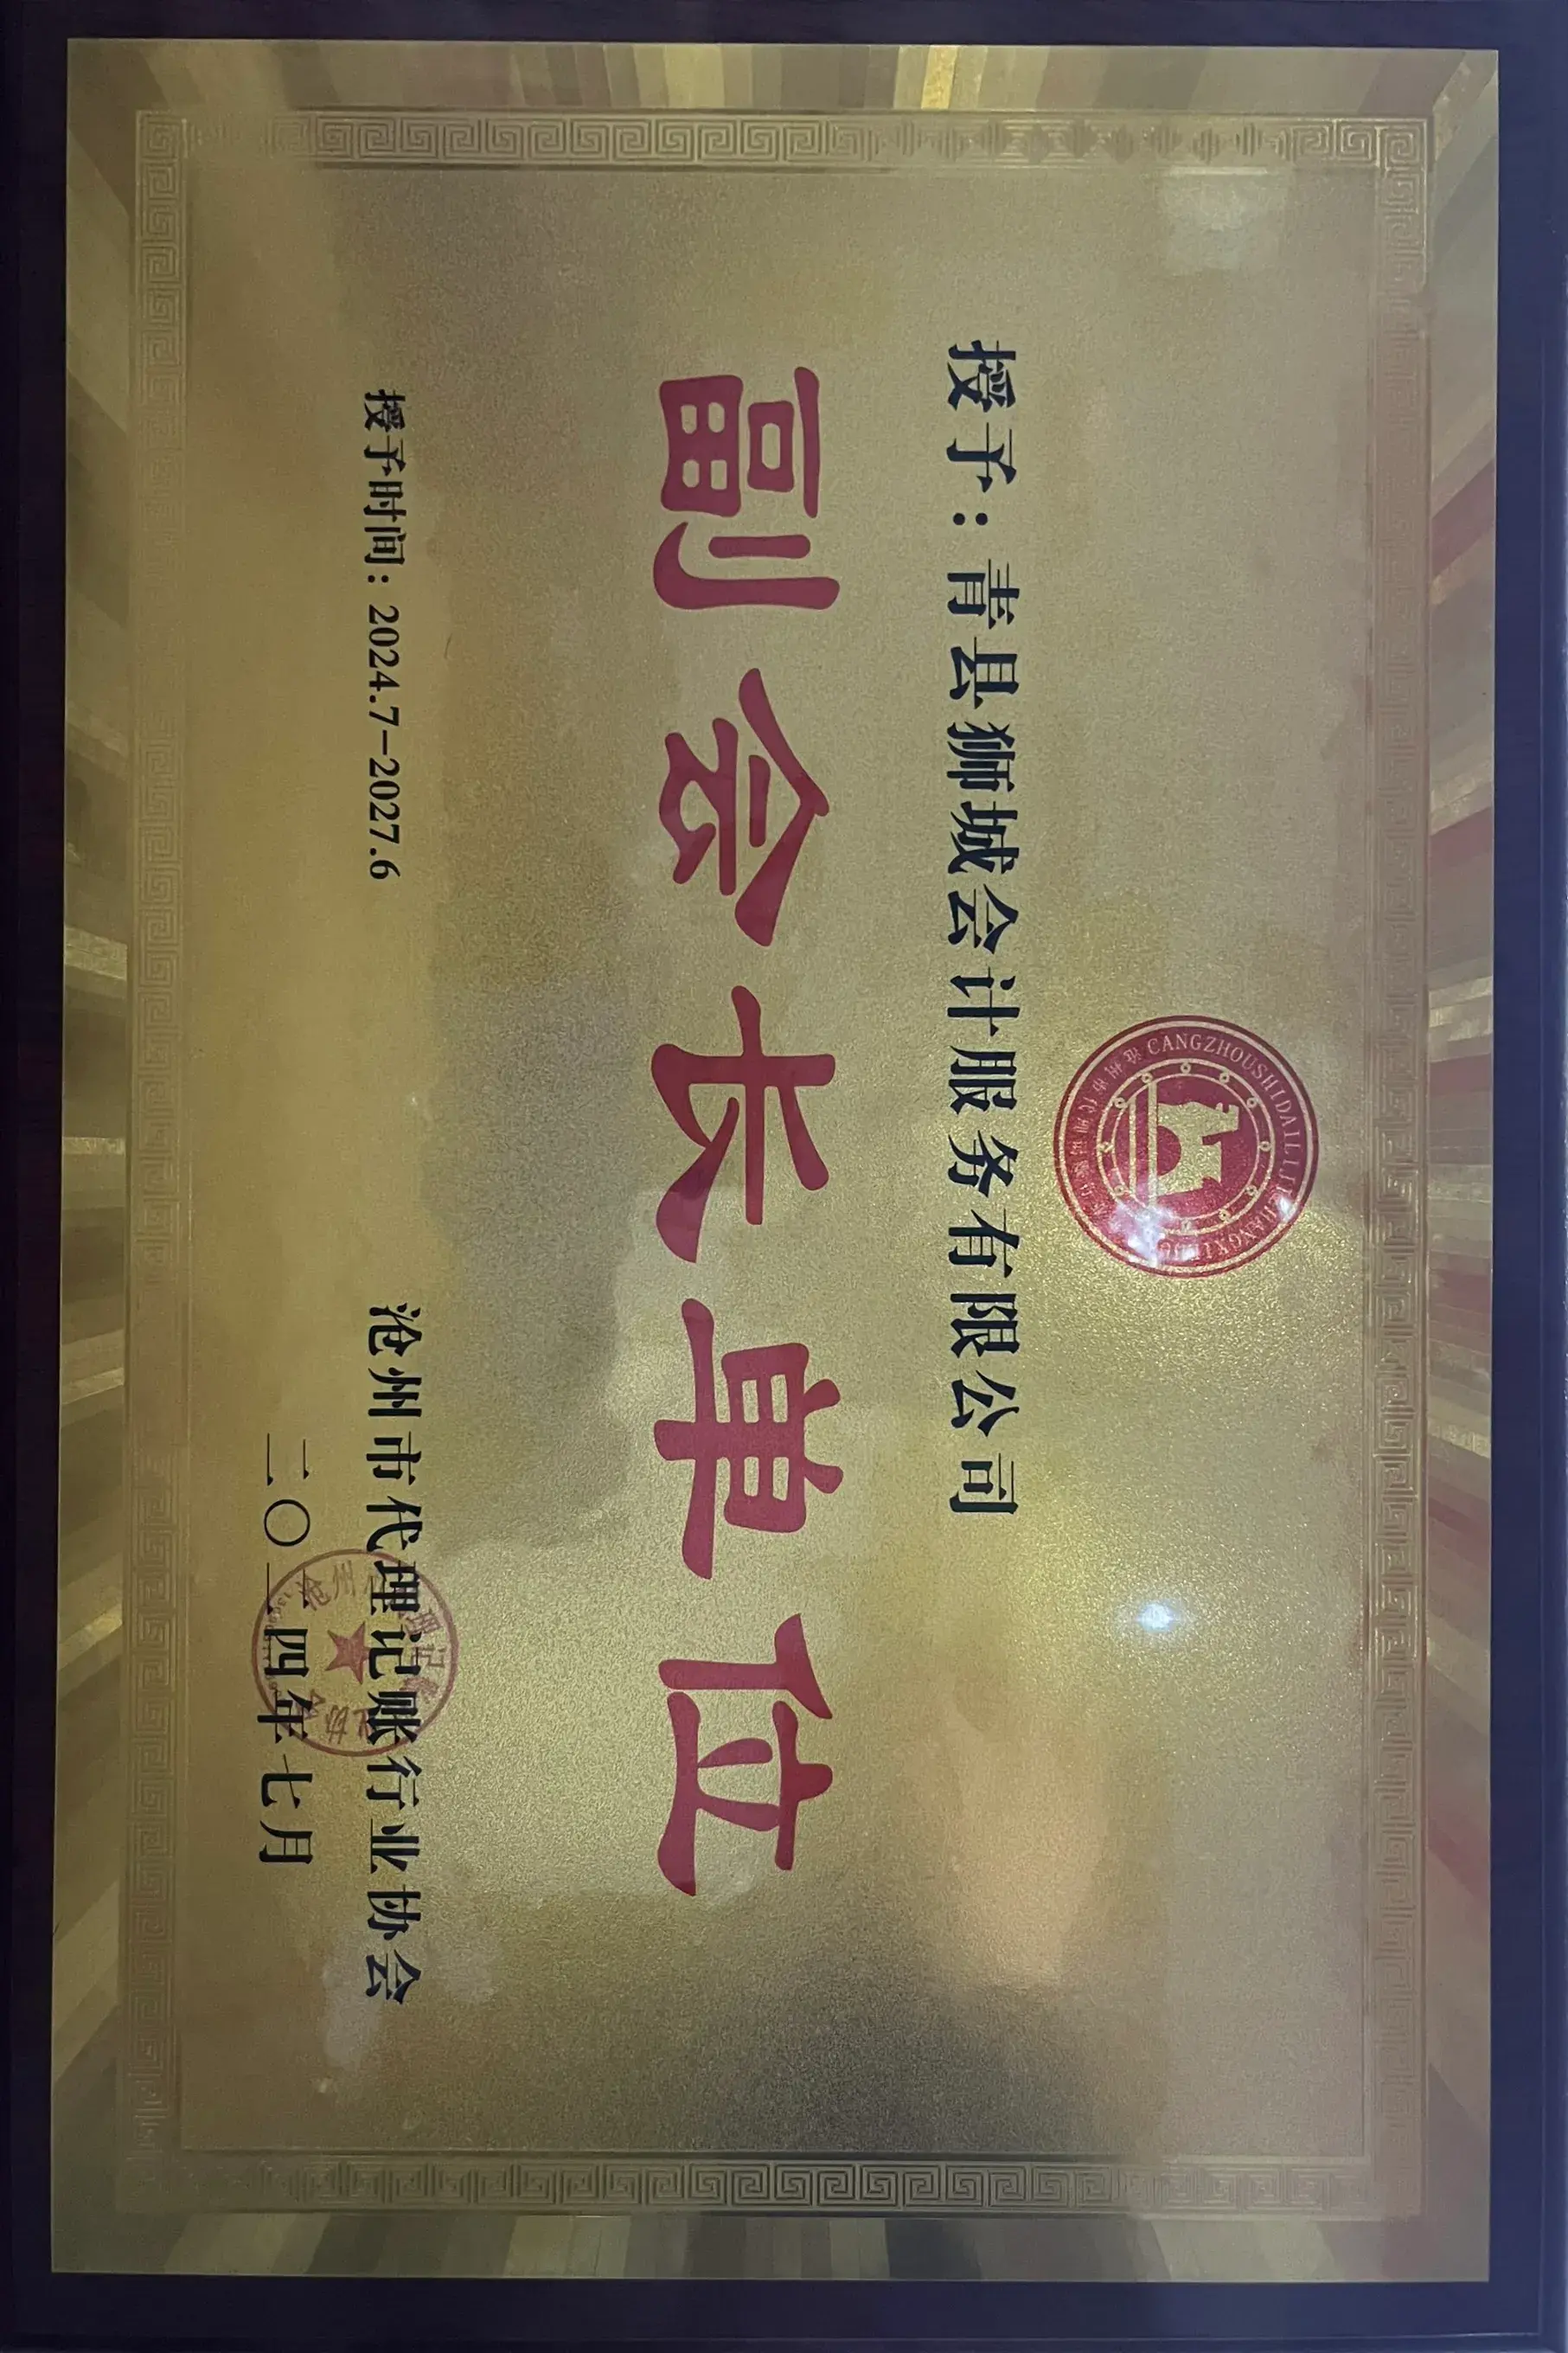 授予：青县狮城会计服务有限公司
副会长单位
授予时间：2024.7-2027.6
沧州市代理记账行业协会
二〇二四年七月